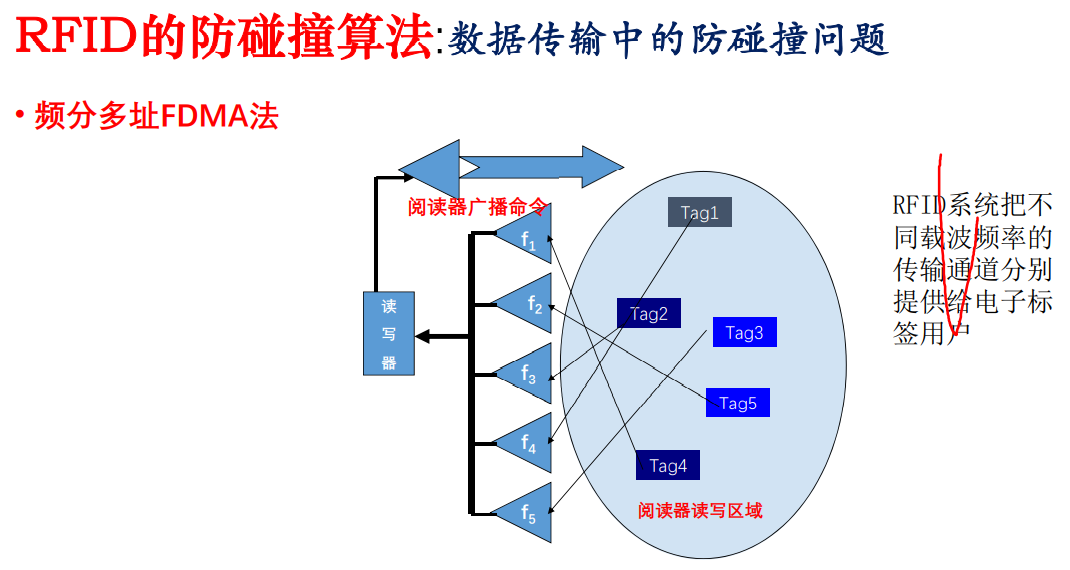 RFID的防碰撞算法:数据传输中的防碰撞问题
• 频分多址FDMA法
阅读器广播命令
读
写
器
f1
f2
f3
f4
f5
Tag1
Tag2
Tag3
Tag5
Tag4
阅读器读写区域
RFID系统把不
同载波频率的
传输通道分别
提供给电子标
签用户